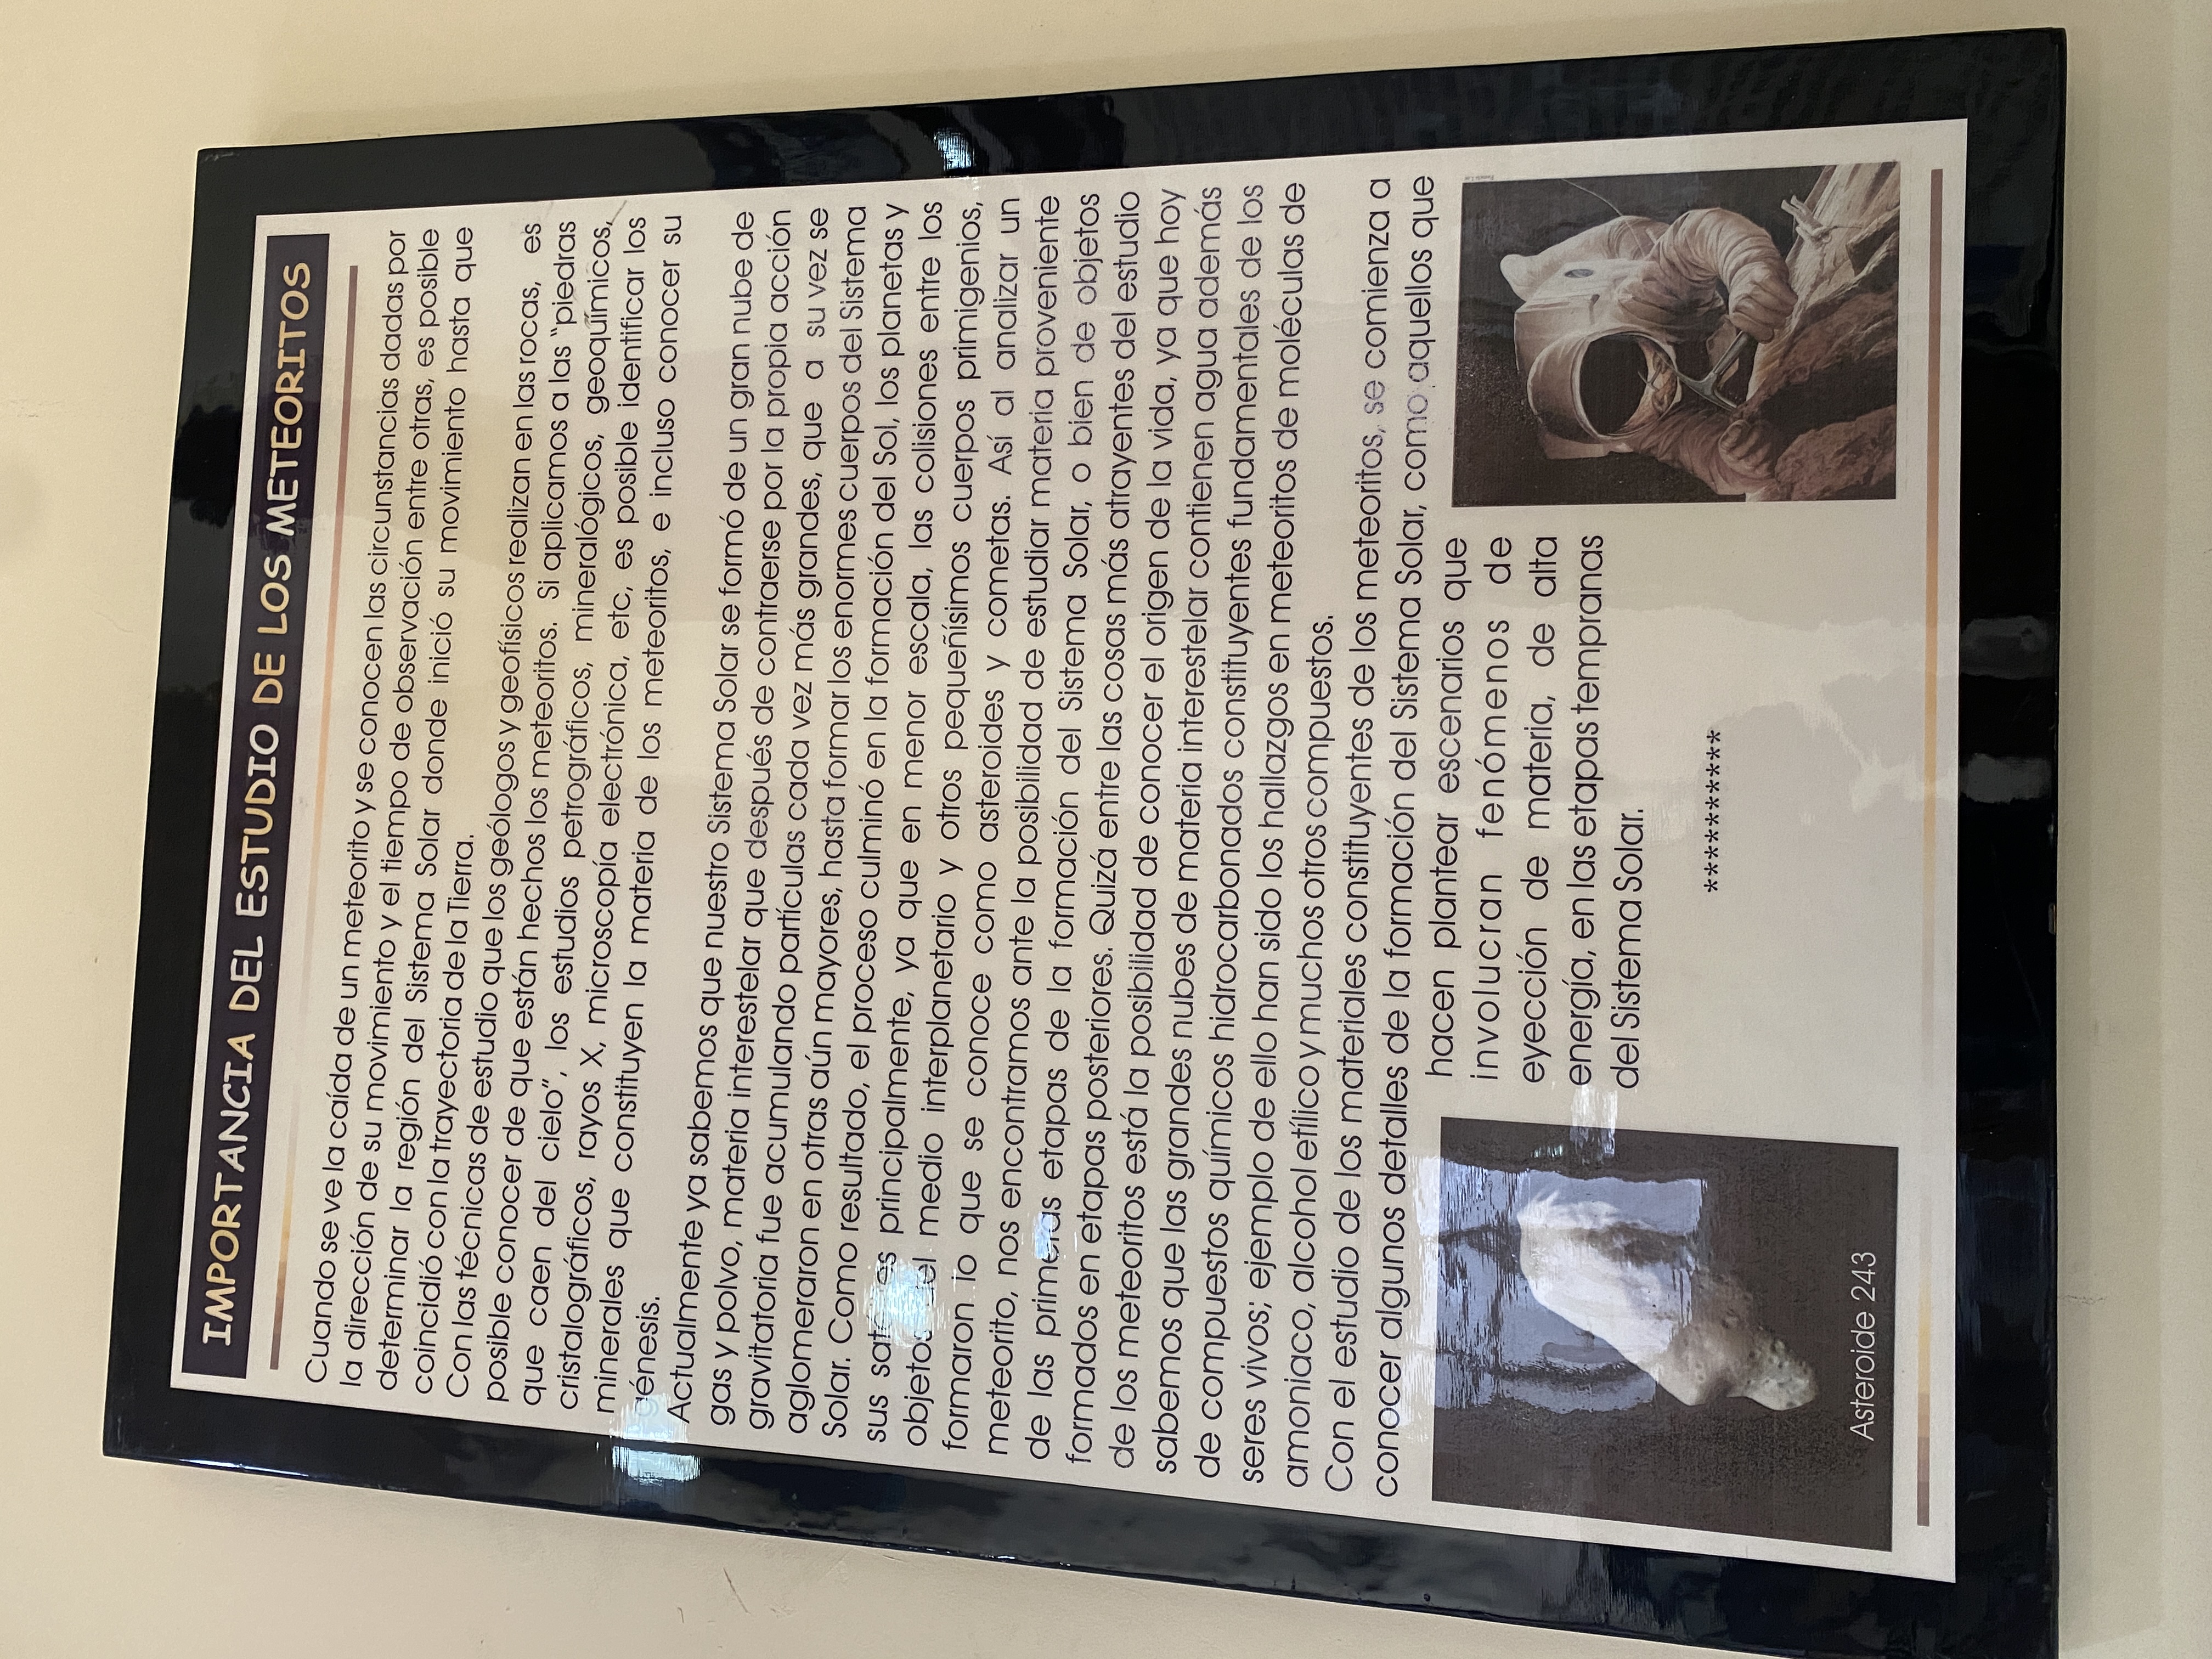 IMPORTANCIA DEL ESTUDIO DE LOS METEORITOS
Cuando se ve la caída de un meteorito y se conocen las circunstancias dadas por
la dirección de su movimiento y el tiempo de observación entre otras, es posible
determinar la región del Sistema Solar donde inició su movimiento hasta que
coincidió con la trayectoria de la Tierra.
Con las técnicas de estudio que los geólogos y geofísicos realizan en las rocas, es
posible conocer de que están hechos los meteoritos. Si aplicamos a las "piedras
que caen del cielo", los estudios petrográficos, mineralógicos, geoquímicos,
cristalográficos, rayos X, microscopía electrónica, etc, es posible identificar los
minerales que constituyen la materia de los meteoritos, e incluso conocer su
génesis.
Actualmente ya sabemos que nuestro Sistema Solar se formó de un gran nube de
gas y polvo, materia interestelar que después de contraerse por la propia acción
gravitatoria fue acumulando partículas cada vez más grandes, que a su vez se
aglomeraron en otras aún mayores, hasta formar los enormes cuerpos del Sistema
Solar. Como resultado, el proceso culminó en la formación del Sol, los planetas y
sus satélites principalmente, ya que en menor escala, las colisiones entre los
objetos del medio interplanetario y otros pequeñísimos cuerpos primigenios,
formaron lo que se conoce como asteroides y cometas. Así al analizar un
meteorito, nos encontramos ante la posibilidad de estudiar materia proveniente
de las primeras etapas de la formación del Sistema Solar, o bien de objetos
formados en etapas posteriores. Quizá entre las cosas más atrayentes del estudio
de los meteoritos está la posibilidad de conocer el origen de la vida, ya que hoy
sabemos que las grandes nubes de materia interestelar contienen agua además
de compuestos químicos hidrocarbonados constituyentes fundamentales de los
seres vivos; ejemplo de ello han sido los hallazgos en meteoritos de moléculas de
amoniaco, alcohol etílico y muchos otros compuestos.
Con el estudio de los materiales constituyentes de los meteoritos, se comienza a
conocer algunos detalles de la formación del Sistema Solar, como aquellos que
hacen plantear escenarios que
involucran fenómenos de
eyección de materia, de alta
energía, en las etapas tempranas
del Sistema Solar.
**********
Asteroide 243